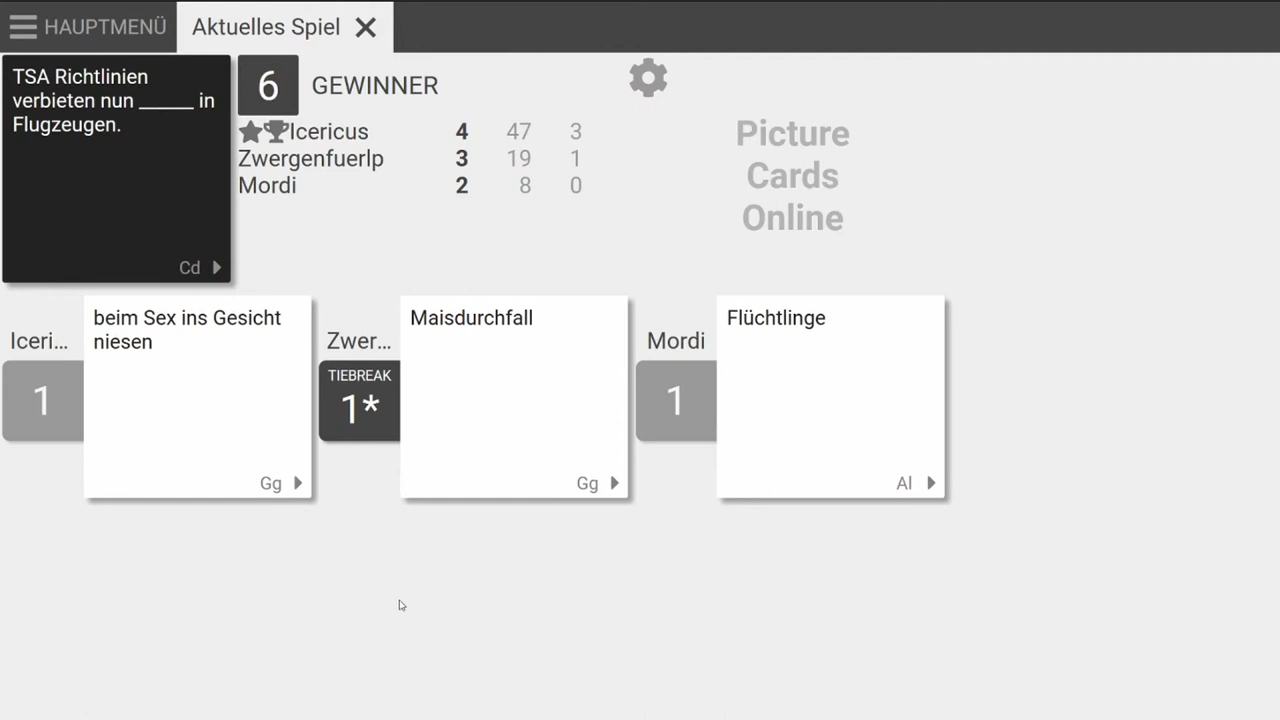 HAUPTMENÜ
Aktuelles Spiel
TSA Richtlinien
verbieten nun ______ in
Flugzeugen.
Cd
6 GEWINNER
Icericus 4 47 3
Zwergenfuerlp 3 19 1
Mordi 2 8 0
Picture
Cards
Online
Iceri...
1
beim Sex ins Gesicht
niesen
Gg
Zwer...
TIEBREAK
1*
Maisdurchfall
Gg
Mordi
1
Flüchtlinge
Al